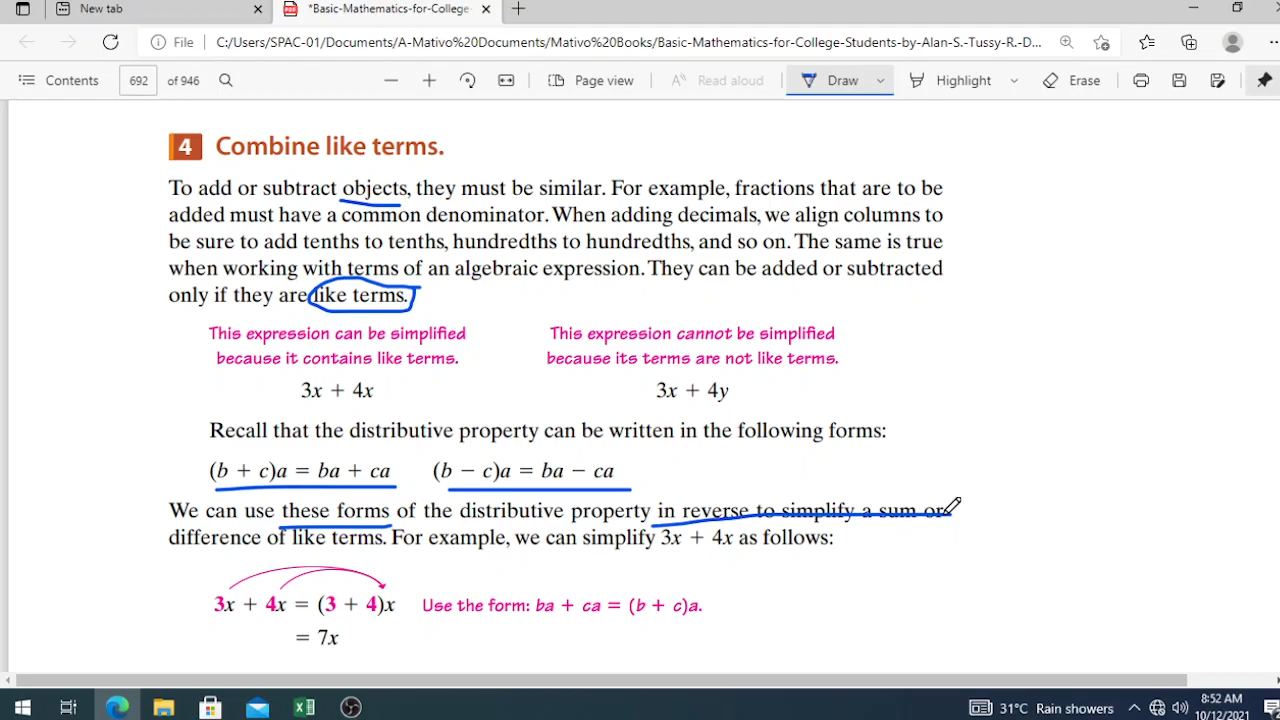 New tab
*Basic-Mathematics-for-College-
File
C:/Users/SPAC-01/Documents/A-Mativo%20Documents/Mativo%20Books/Basic-Mathematics-for-College-Students-by-Alan-S.-Tussy-R.-D...
Contents
692
of 946
Page view
Read aloud
Draw
Highlight
Erase
4 Combine like terms.
To add or subtract objects, they must be similar. For example, fractions that are to be
added must have a common denominator. When adding decimals, we align columns to
be sure to add tenths to tenths, hundredths to hundredths, and so on. The same is true
when working with terms of an algebraic expression. They can be added or subtracted
only if they are like terms.
This expression can be simplified
because it contains like terms.
3x + 4x
This expression cannot be simplified
because its terms are not like terms.
3x + 4y
Recall that the distributive property can be written in the following forms:
(b + c)a = ba + ca (b − c)a = ba − ca
We can use these forms of the distributive property in reverse to simplify a sum or
difference of like terms. For example, we can simplify 3x + 4x as follows:
3x + 4x = (3 + 4)x Use the form: ba + ca = (b + c)a.
= 7x
31°C Rain showers
8:52 AM
10/12/2021